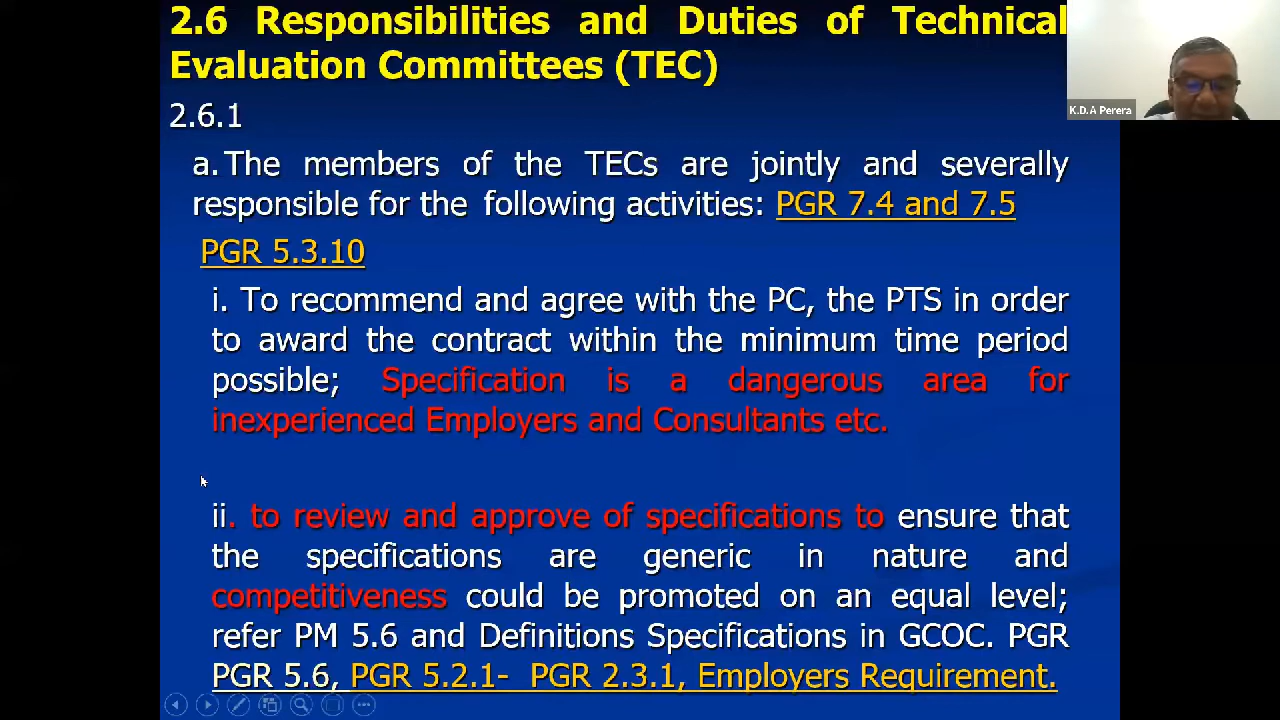 2.6 Responsibilities and Duties of Technical
Evaluation Committees (TEC)
K.D.A Perera
2.6.1
a. The members of the TECs are jointly and severally
responsible for the following activities: PGR 7.4 and 7.5
PGR 5.3.10
i. To recommend and agree with the PC, the PTS in order
to award the contract within the minimum time period
possible; Specification is a dangerous area for
inexperienced Employers and Consultants etc.
ii. to review and approve of specifications to ensure that
the specifications are generic in nature and
competitiveness could be promoted on an equal level;
refer PM 5.6 and Definitions Specifications in GCOC. PGR
PGR 5.6, PGR 5.2.1- PGR 2.3.1, Employers Requirement.